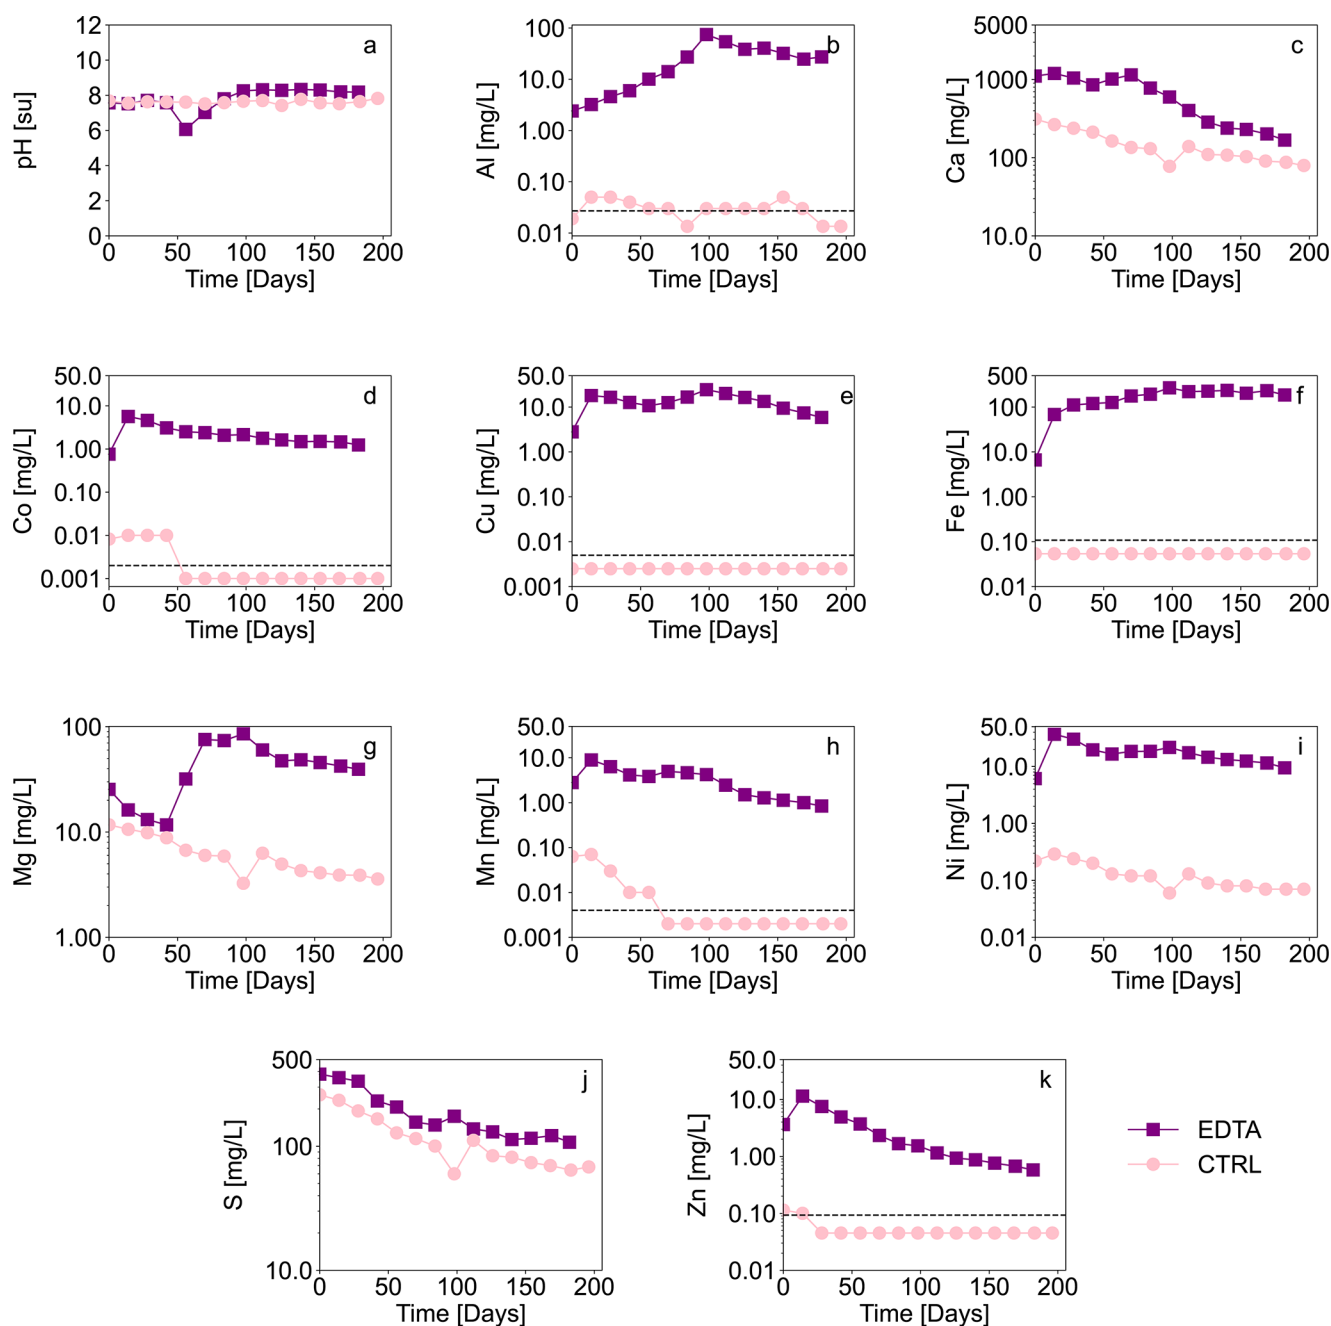 a
pH [su]
12
10
8
6
4
2
0
0 50 100 150 200
Time [Days]
b
Al [mg/L]
100
10.0
1.00
0.10
0.01
0 50 100 150 200
Time [Days]
c
Ca [mg/L]
5000
1000
100
10.0
0 50 100 150 200
Time [Days]
d
Co [mg/L]
50.0
10.0
1.00
0.10
0.01
0.001
0 50 100 150 200
Time [Days]
e
Cu [mg/L]
50.0
10.0
1.00
0.10
0.01
0.001
0 50 100 150 200
Time [Days]
f
Fe [mg/L]
500
100
10.0
1.00
0.10
0.01
0 50 100 150 200
Time [Days]
g
Mg [mg/L]
100
10.0
1.00
0 50 100 150 200
Time [Days]
h
Mn [mg/L]
50.0
10.0
1.00
0.10
0.01
0.001
0 50 100 150 200
Time [Days]
i
Ni [mg/L]
50.0
10.0
1.00
0.10
0.01
0 50 100 150 200
Time [Days]
j
S [mg/L]
500
100
10.0
0 50 100 150 200
Time [Days]
k
Zn [mg/L]
50.0
10.0
1.00
0.10
0.01
0 50 100 150 200
Time [Days]
EDTA
CTRL